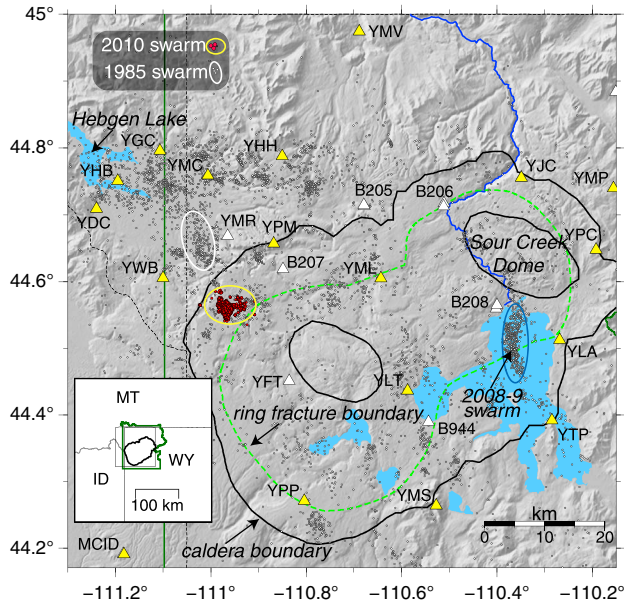 45°
2010 swarm
1985 swarm
YMV
Hebgen Lake
44.8°
YGC
YHH
YMC
YHB
YJC
B205
B206
YMP
YDC
YMR
YPM
Sour Creek
Dome
YPC
YWB
B207
YML
44.6°
B208
YLA
YFT
YLT
2008-9
swarm
MT
ring fracture boundary
44.4°
B944
YTP
ID
WY
100 km
YPP
YMS
km
0
10
20
caldera boundary
MCID
44.2°
−111.2°
−111°
−110.8°
−110.6°
−110.4°
−110.2°